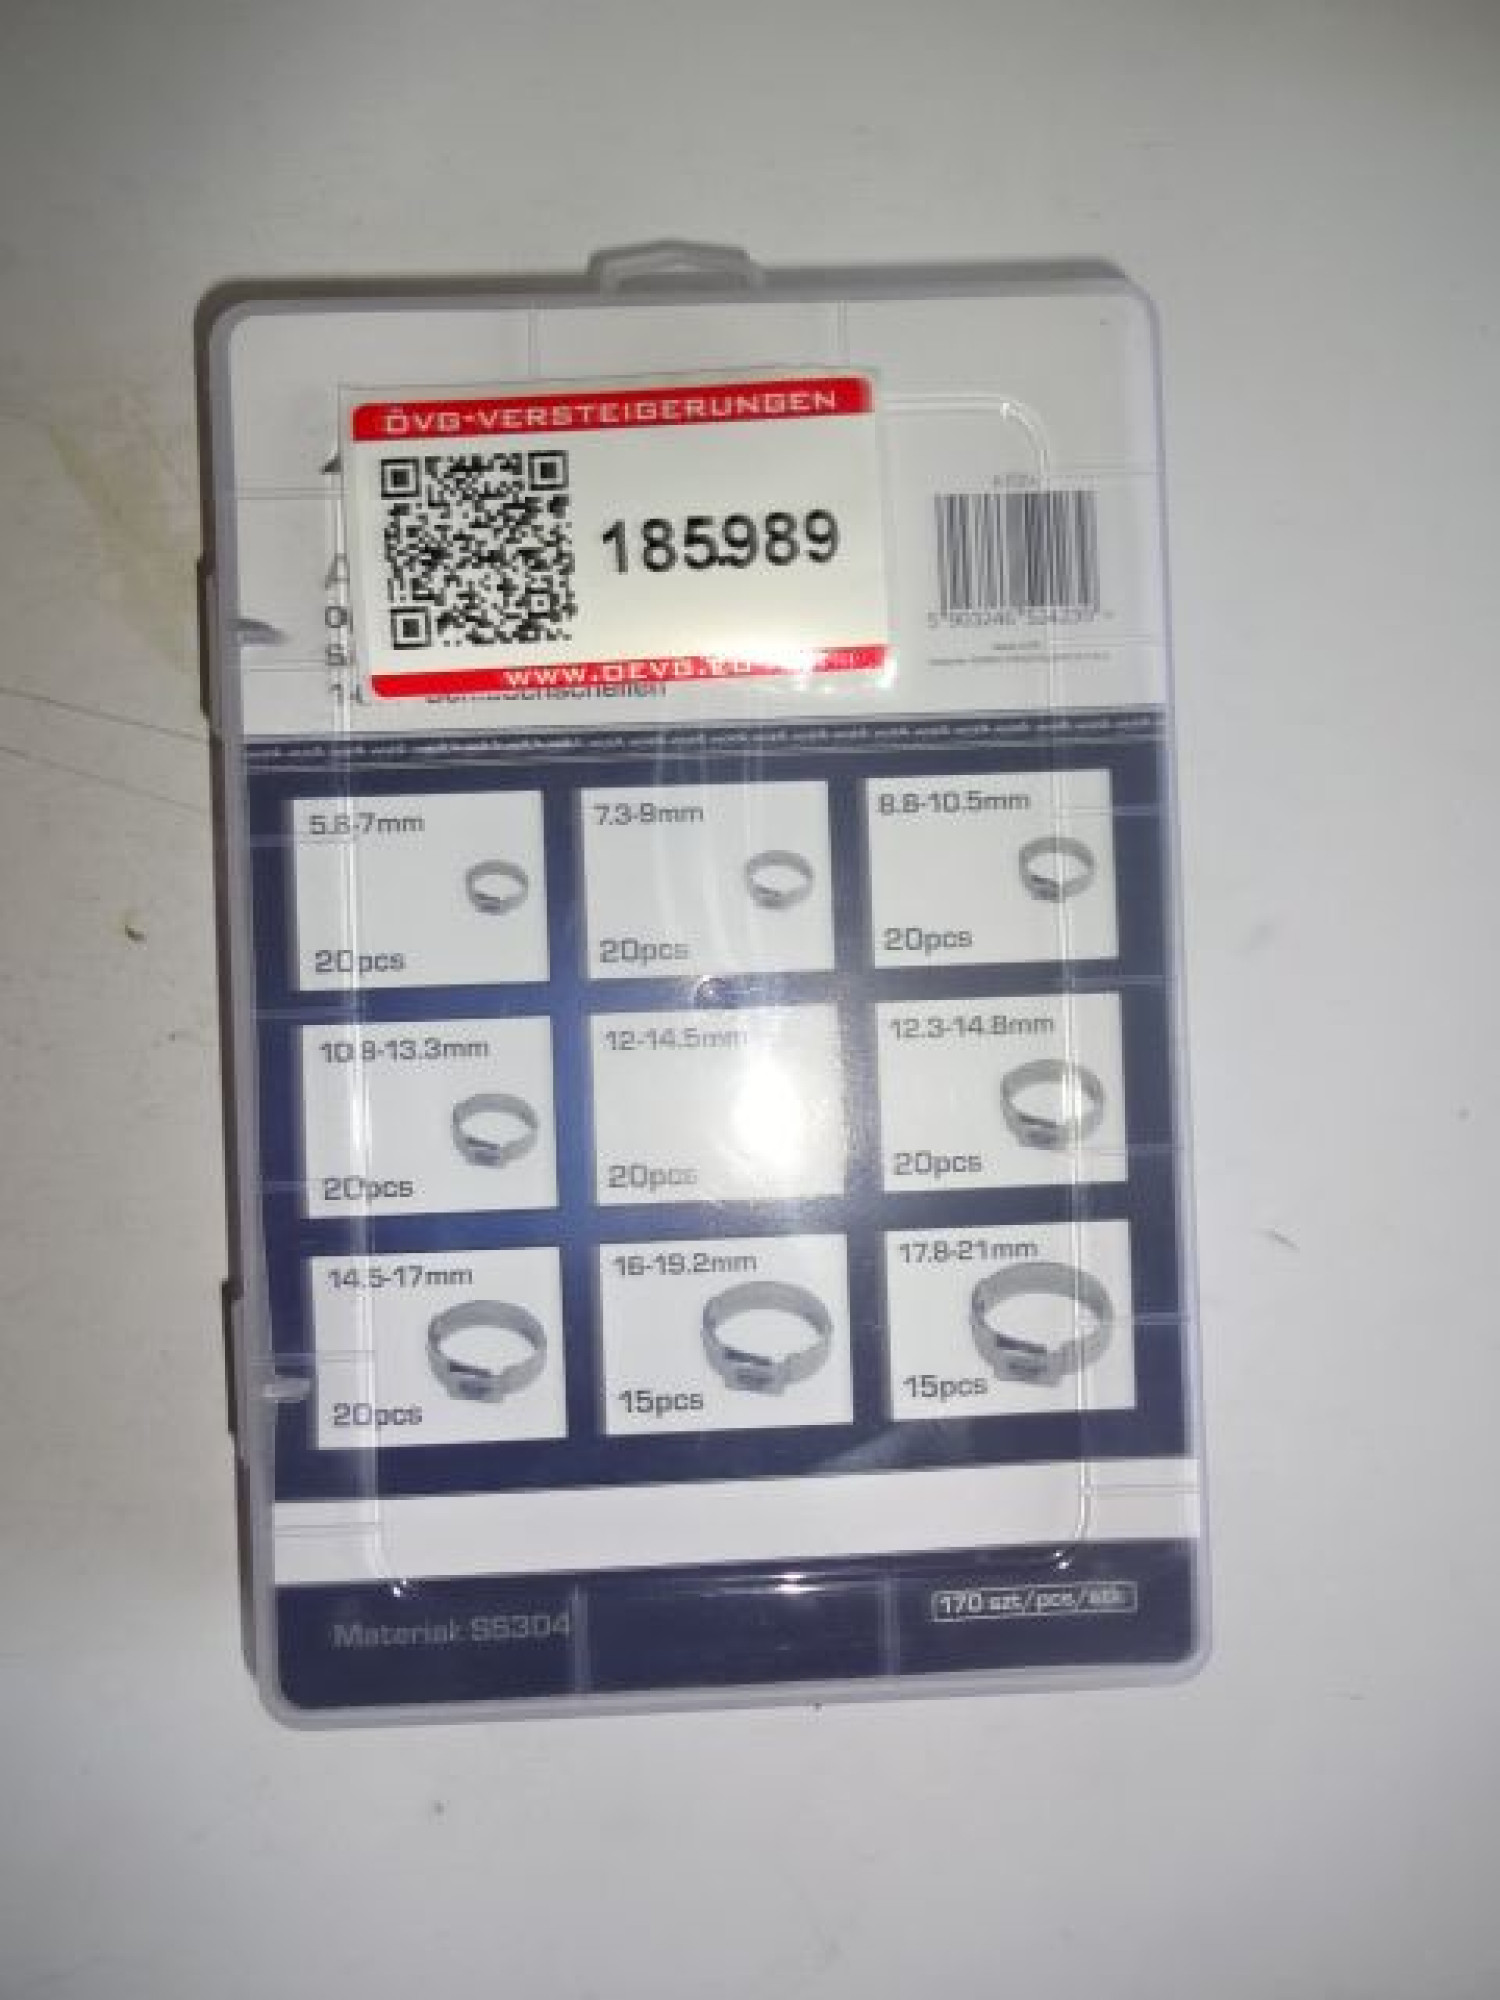 ÖVG-VERSTEIGERUNGEN
185989
WWW.OEVG.EU
5.8-7mm
20pcs
7.3-9mm
20pcs
8.8-10.5mm
20pcs
10.8-13.3mm
20pcs
12-14.5mm
20pcs
12.3-14.8mm
20pcs
14.5-17mm
20pcs
16-19.2mm
15pcs
17.8-21mm
15pcs
Material: SS304
170 szt/pcs/stk